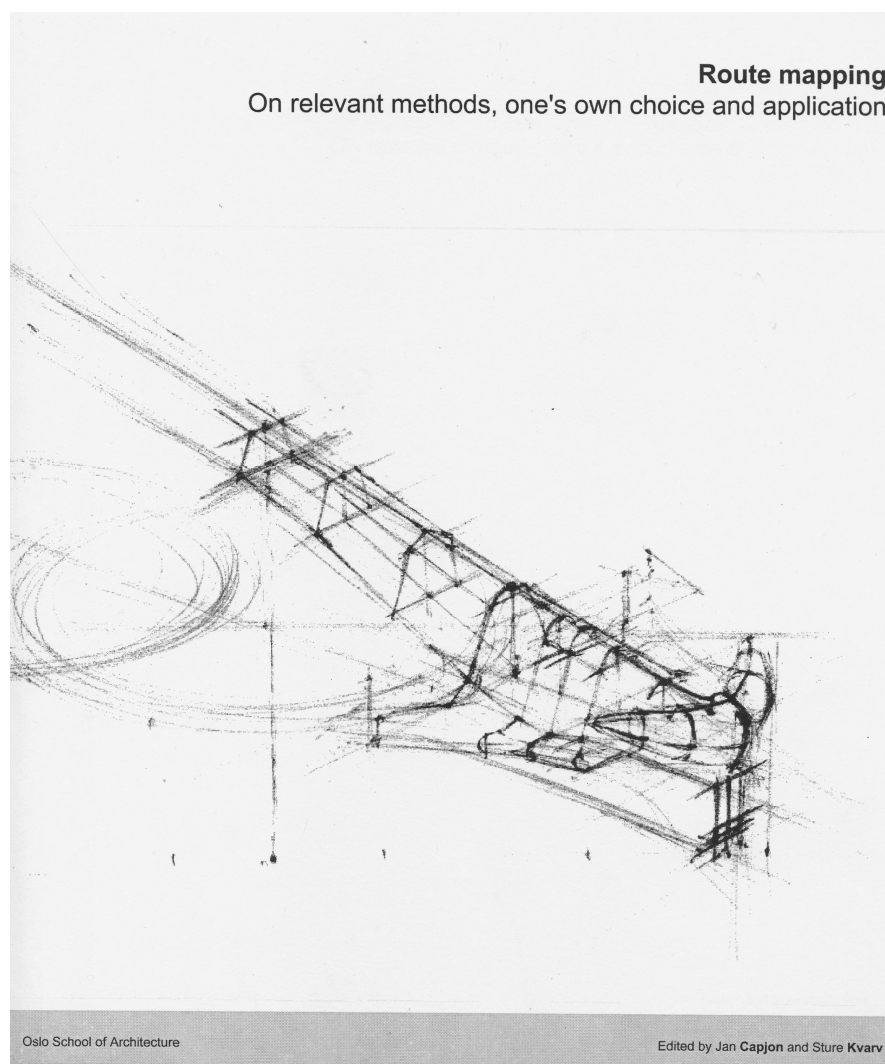 Route mapping
On relevant methods, one's own choice and application
Oslo School of Architecture
Edited by Jan Capjon and Sture Kvarv